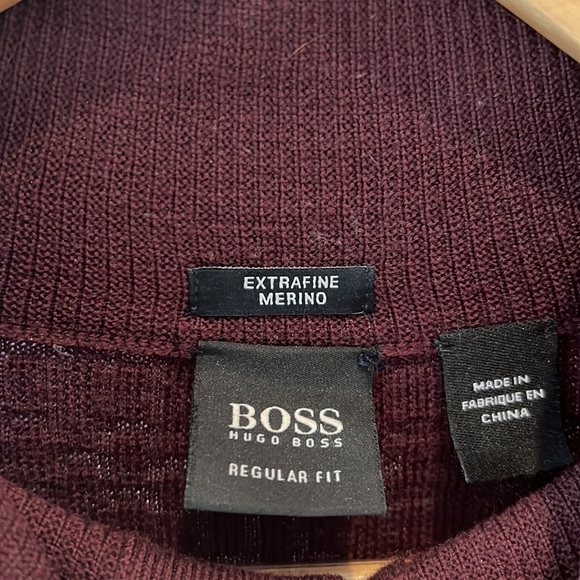 EXTRAFINE
MERINO
BOSS
HUGO BOSS
REGULAR FIT
MADE IN
FABRIQUE EN
CHINA